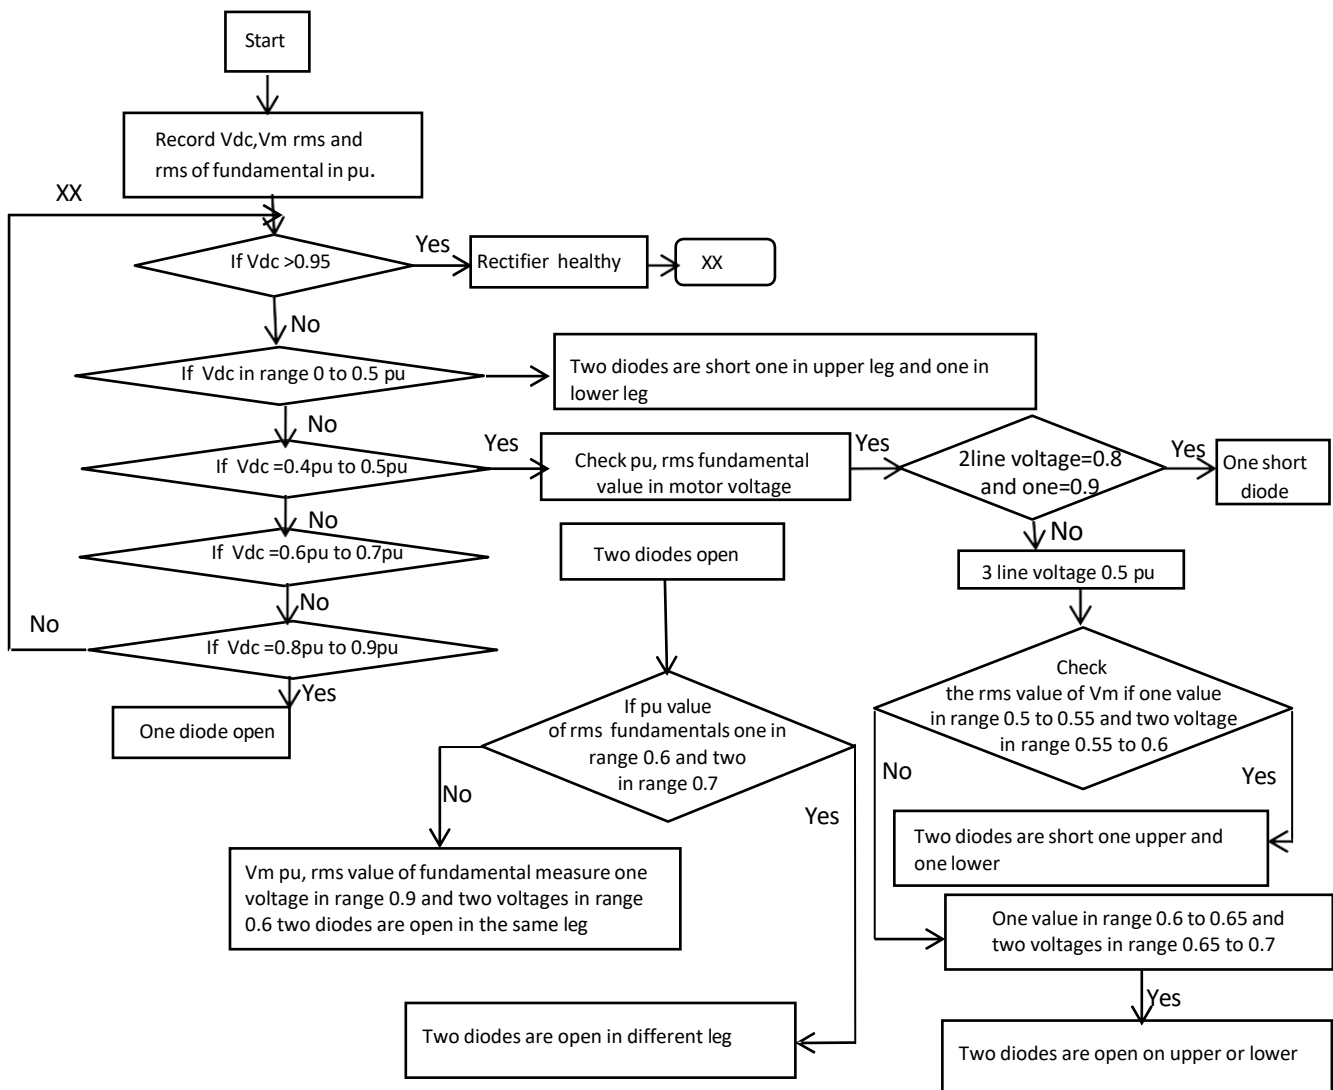 Start
Record Vdc,Vm rms and
rms of fundamental in pu.
XX
If Vdc >0.95
Yes
Rectifier healthy
XX
No
If Vdc in range 0 to 0.5 pu
Two diodes are short one in upper leg and one in
lower leg
No
If Vdc =0.4pu to 0.5pu
Yes
Check pu, rms fundamental
value in motor voltage
Yes
2line voltage=0.8
and one=0.9
Yes
One short
diode
No
If Vdc =0.6pu to 0.7pu
Two diodes open
No
3 line voltage 0.5 pu
No
No
If Vdc =0.8pu to 0.9pu
Yes
One diode open
If pu value
of rms fundamentals one in
range 0.6 and two
in range 0.7
No
Yes
Check
the rms value of Vm if one value
in range 0.5 to 0.55 and two voltage
in range 0.55 to 0.6
No
Yes
Vm pu, rms value of fundamental measure one
voltage in range 0.9 and two voltages in range
0.6 two diodes are open in the same leg
Two diodes are short one upper and
one lower
One value in range 0.6 to 0.65 and
two voltages in range 0.65 to 0.7
Yes
Two diodes are open in different leg
Two diodes are open on upper or lower